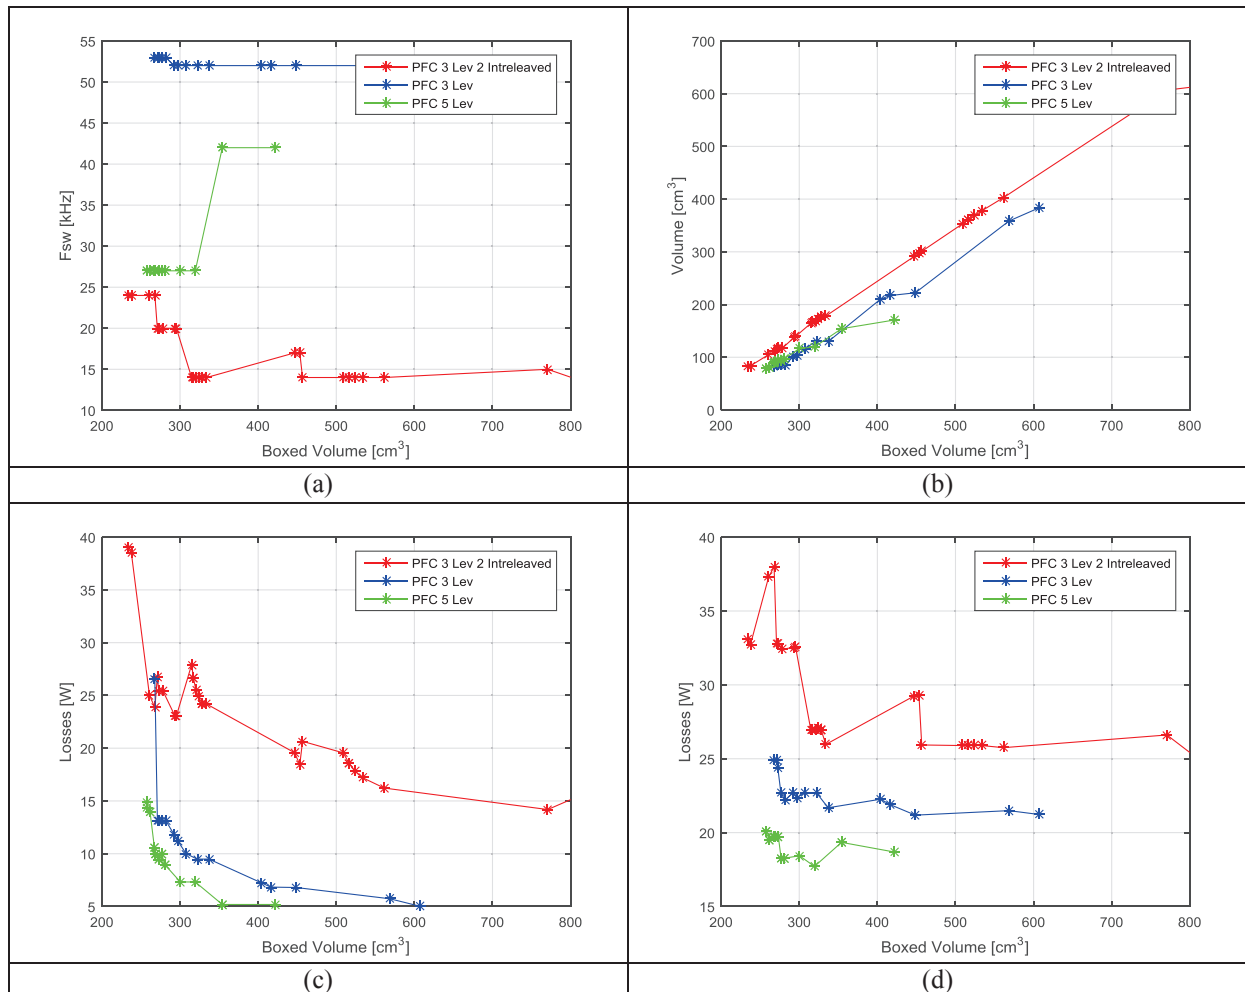 55
50
45
40
35
30
25
20
15
10
Fsw [kHz]
200 300 400 500 600 700 800
Boxed Volume [cm³]
PFC 3 Lev 2 Intreleaved
PFC 3 Lev
PFC 5 Lev
(a)
700
600
500
400
300
200
100
0
Volume [cm³]
200 300 400 500 600 700 800
Boxed Volume [cm³]
PFC 3 Lev 2 Intreleaved
PFC 3 Lev
PFC 5 Lev
(b)
40
35
30
25
20
15
10
5
Losses [W]
200 300 400 500 600 700 800
Boxed Volume [cm³]
PFC 3 Lev 2 Intreleaved
PFC 3 Lev
PFC 5 Lev
(c)
40
35
30
25
20
15
Losses [W]
200 300 400 500 600 700 800
Boxed Volume [cm³]
PFC 3 Lev 2 Intreleaved
PFC 3 Lev
PFC 5 Lev
(d)